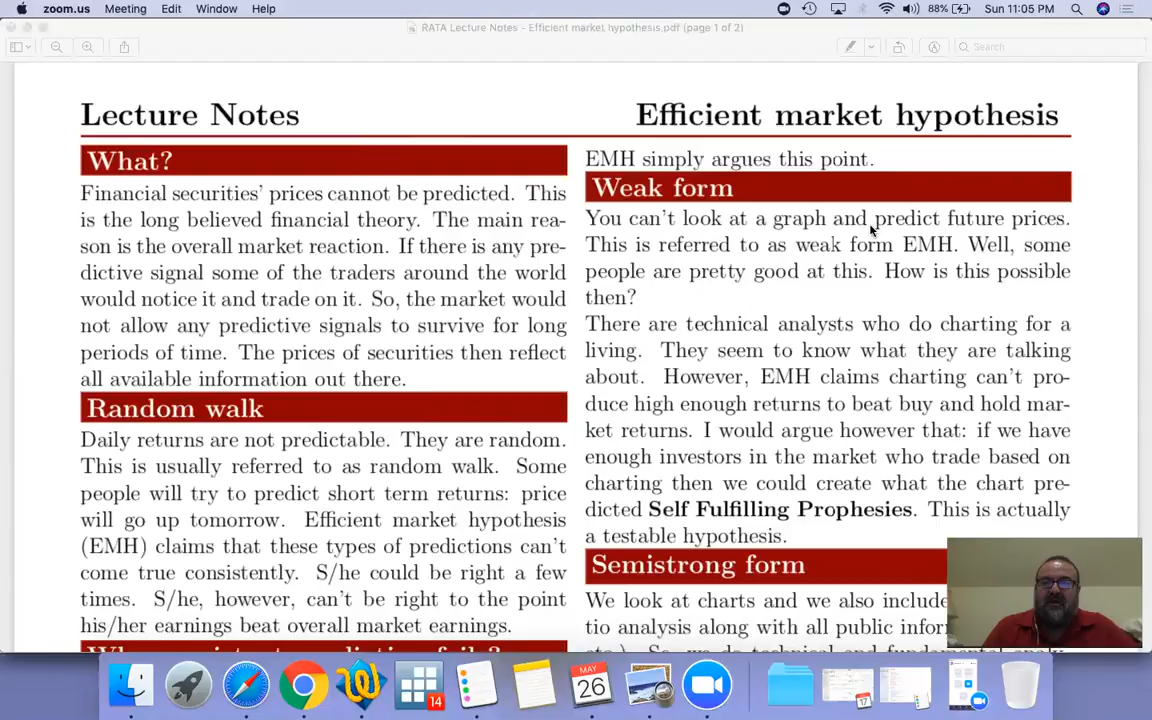 zoom.us Meeting Edit Window Help
88% Sun 11:05 PM
RATA Lecture Notes - Efficient market hypothesis.pdf (page 1 of 2)
Search
Lecture Notes
Efficient market hypothesis
What?
Financial securities' prices cannot be predicted. This
is the long believed financial theory. The main rea-
son is the overall market reaction. If there is any pre-
dictive signal some of the traders around the world
would notice it and trade on it. So, the market would
not allow any predictive signals to survive for long
periods of time. The prices of securities then reflect
all available information out there.
Random walk
Daily returns are not predictable. They are random.
This is usually referred to as random walk. Some
people will try to predict short term returns: price
will go up tomorrow. Efficient market hypothesis
(EMH) claims that these types of predictions can't
come true consistently. S/he could be right a few
times. S/he, however, can't be right to the point
his/her earnings beat overall market earnings.
EMH simply argues this point.
Weak form
You can't look at a graph and predict future prices.
This is referred to as weak form EMH. Well, some
people are pretty good at this. How is this possible
then?
There are technical analysts who do charting for a
living. They seem to know what they are talking
about. However, EMH claims charting can't pro-
duce high enough returns to beat buy and hold mar-
ket returns. I would argue however that: if we have
enough investors in the market who trade based on
charting then we could create what the chart pre-
dicted Self Fulfilling Prophesies. This is actually
a testable hypothesis.
Semistrong form
We look at charts and we also include
tio analysis along with all public infor
14
MAY
26
17